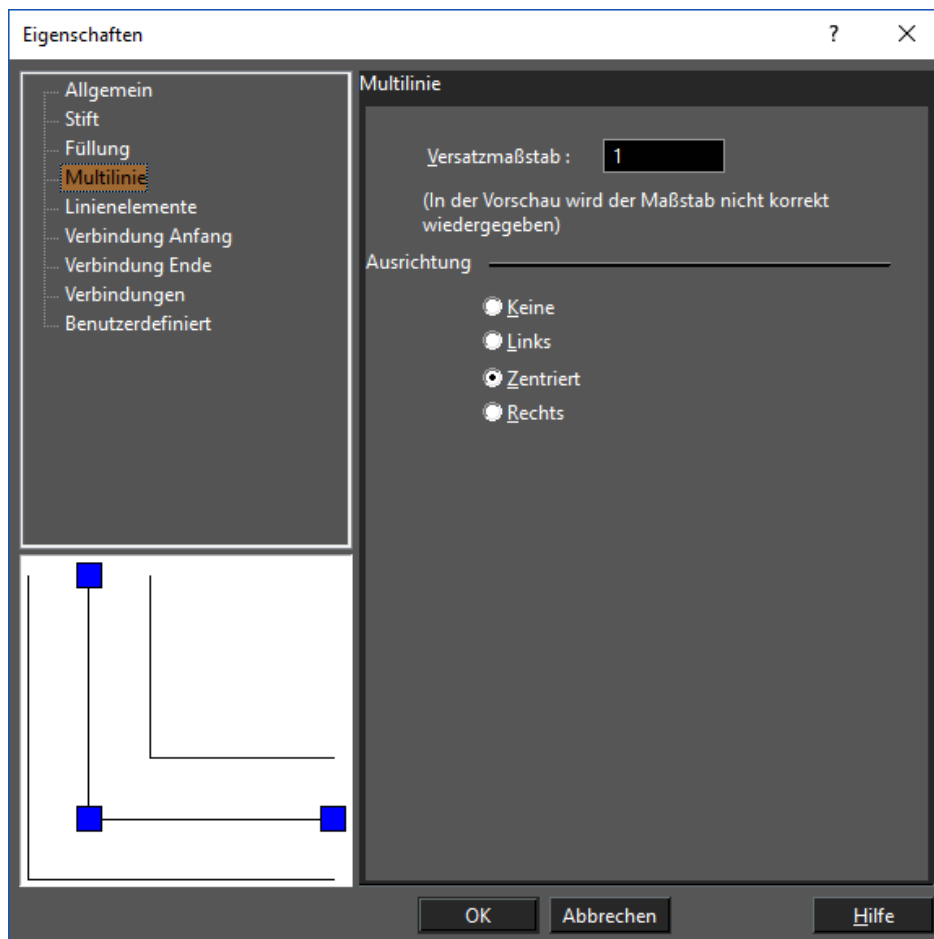 Eigenschaften
?
Allgemein
Stift
Füllung
Multilinie
Linienelemente
Verbindung Anfang
Verbindung Ende
Verbindungen
Benutzerdefiniert
Multilinie
Versatzmaßstab : 1
(In der Vorschau wird der Maßstab nicht korrekt
wiedergegeben)
Ausrichtung
Keine
Links
Zentriert
Rechts
OK Abbrechen Hilfe